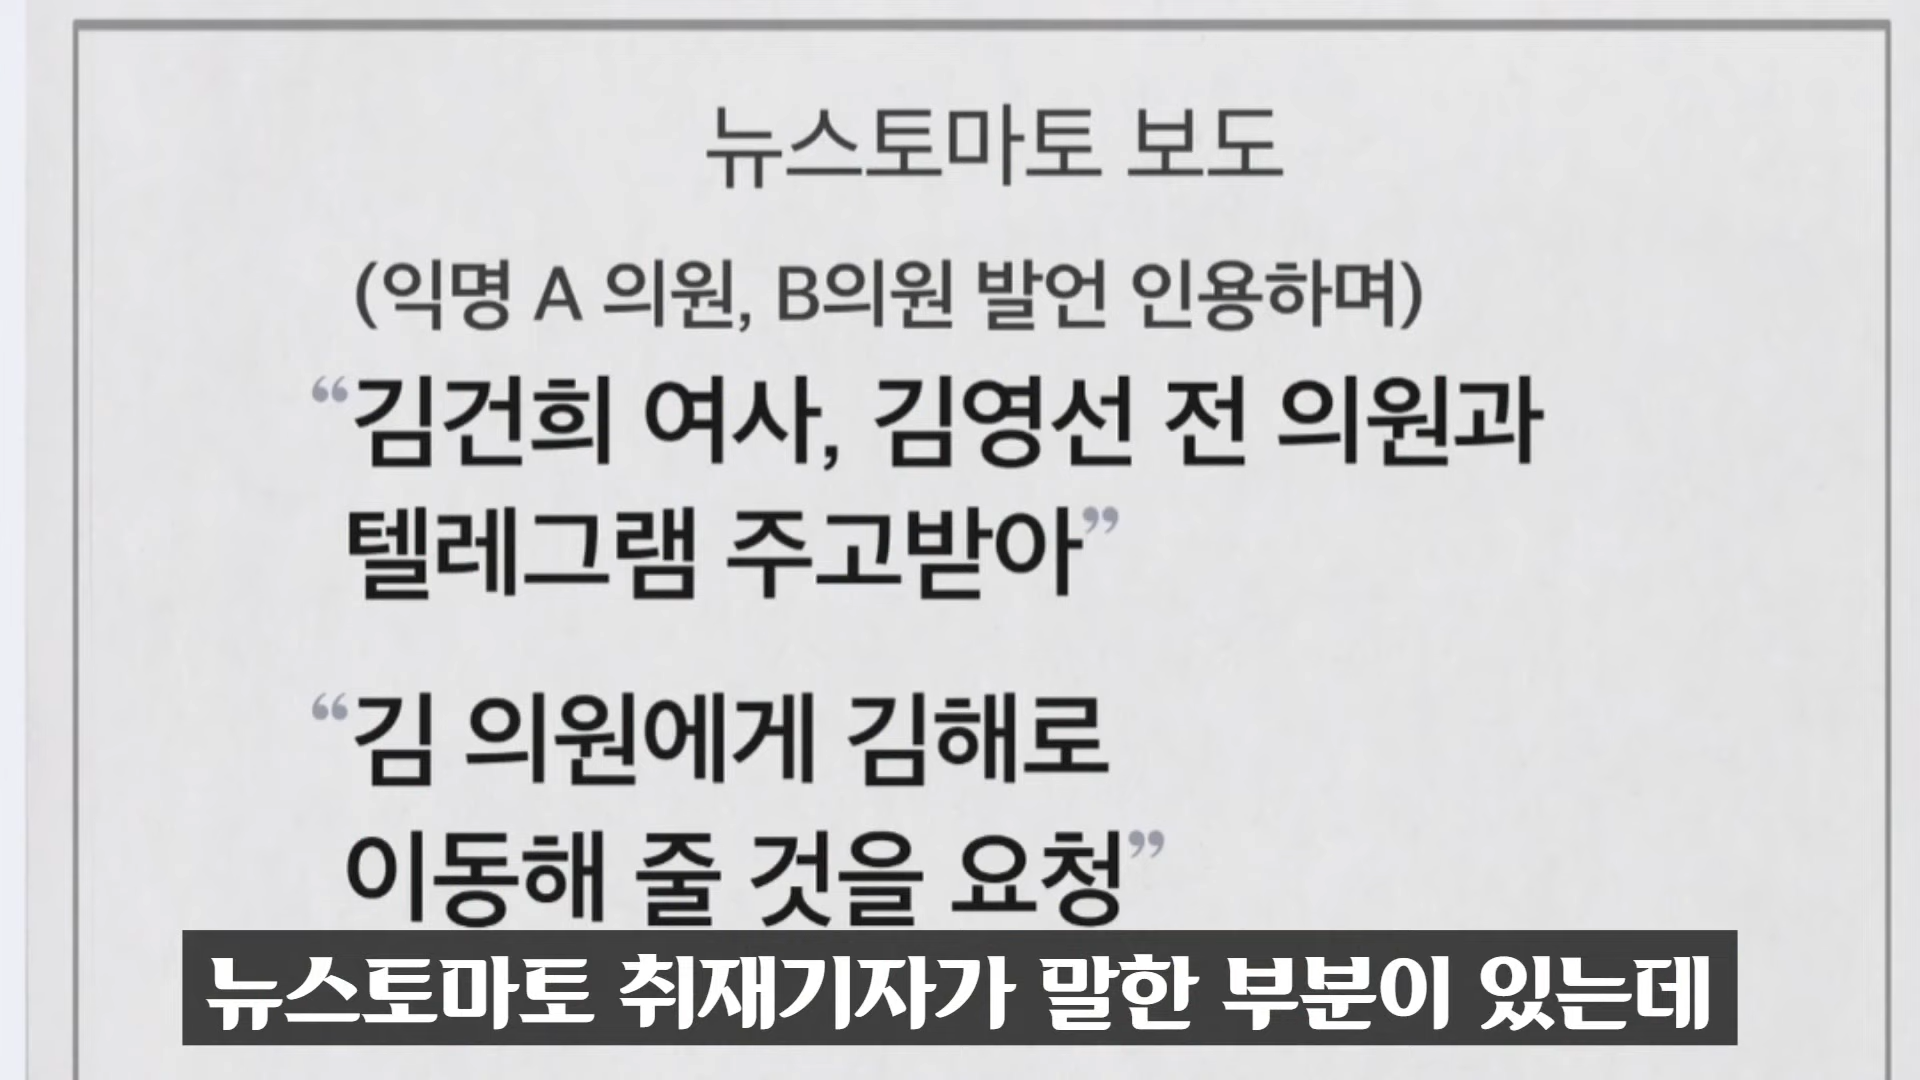 뉴스토마토 보도
(익명 A 의원, B의원 발언 인용하며)
“김건희 여사, 김영선 전 의원과
텔레그램 주고받아”
“김 의원에게 김해로
이동해 줄 것을 요청”
뉴스토마토 취재기자가 말한 부분이 있는데